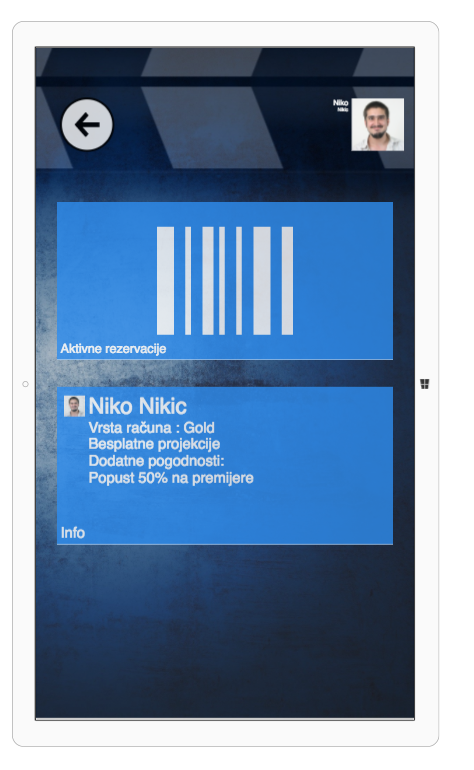 Niko
Nikic
Aktivne rezervacije
Niko Nikic
Vrsta računa : Gold
Besplatne projekcije
Dodatne pogodnosti:
Popust 50% na premijere
Info